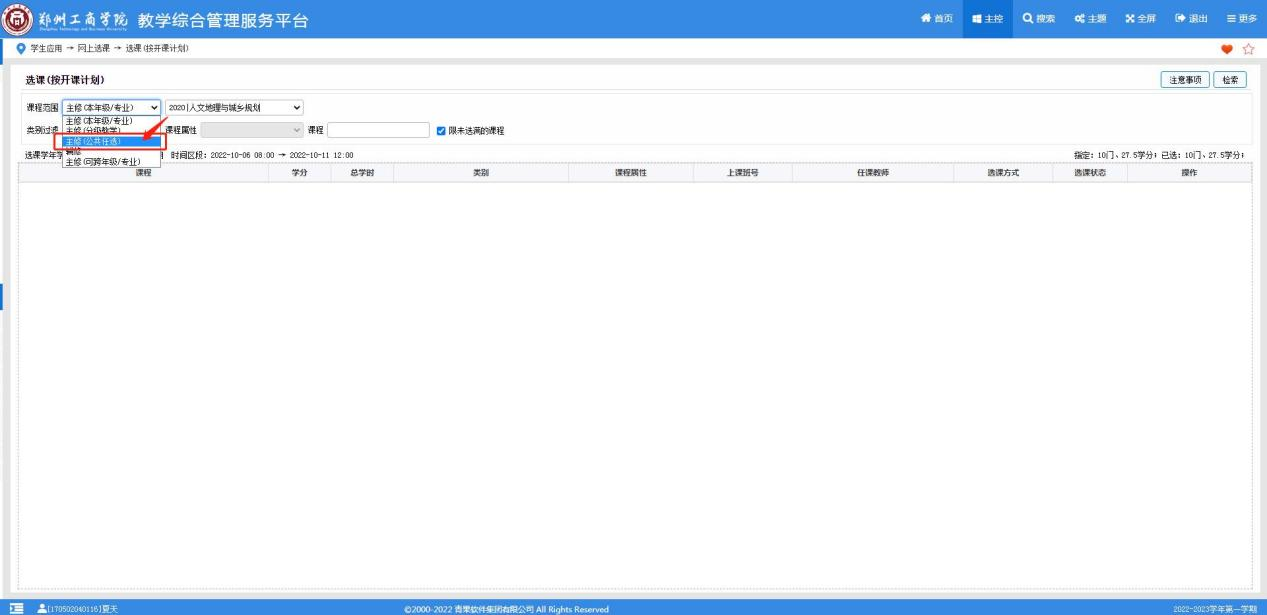 郑州工商学院 教学综合管理服务平台 首页 主控 搜索 主题 全屏 退出 更多
学生应用 → 网上选课 → 选课(按开课计划)
选课(按开课计划) 注意事项 检索
课程范围 主修(本年级/专业) 2020|人文地理与城乡规划
主修(本年级/专业)
类别过滤 主修(分级教学) 课程属性 课程 限未选满的课程
主修(公共任选)
辅修
选课学年学 时间区段：2022-10-06 08:00 → 2022-10-11 12:00 指定：10门、27.5学分；已选：10门、27.5学分；
主修(可跨年级/专业)
课程 学分 总学时 类别 课程属性 上课班号 任课教师 选课方式 选课状态 操作
[170502040116]夏天 ©2000-2022 青果软件集团有限公司 All Rights Reserved 2022-2023学年第一学期